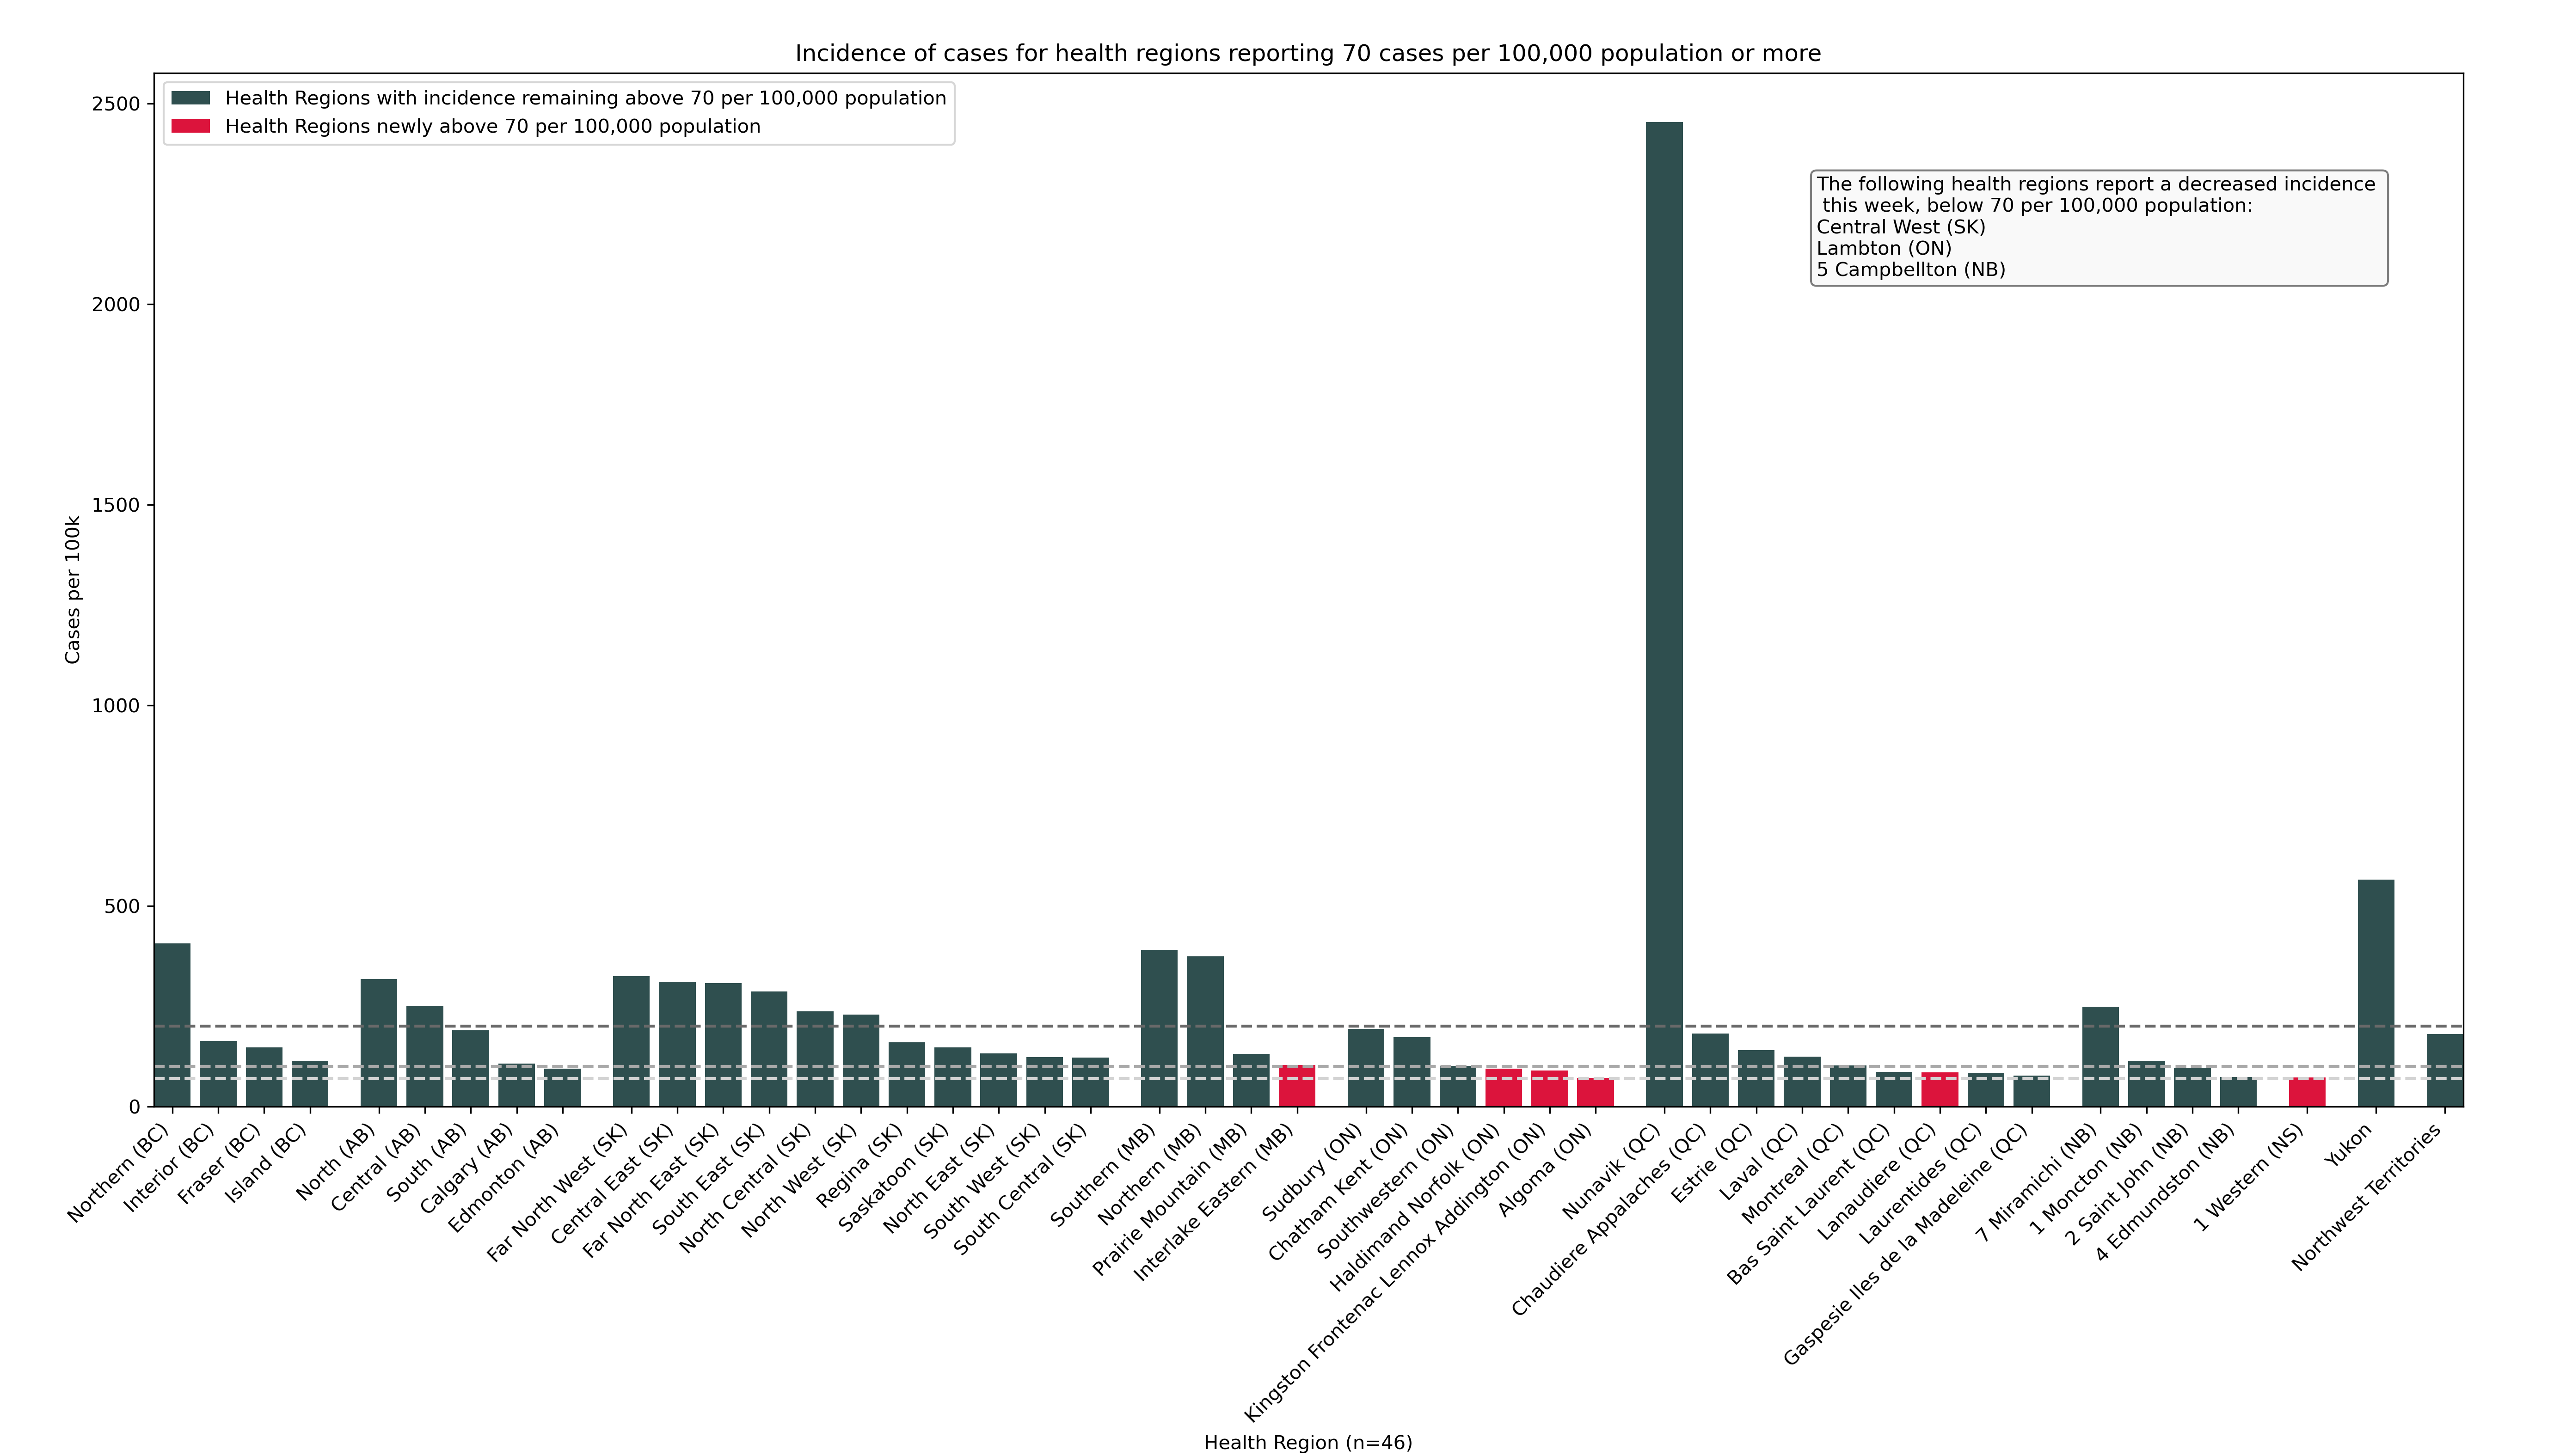 Incidence of cases for health regions reporting 70 cases per 100,000 population or more
Health Regions with incidence remaining above 70 per 100,000 population
Health Regions newly above 70 per 100,000 population
The following health regions report a decreased incidence
this week, below 70 per 100,000 population:
Central West (SK)
Lambton (ON)
5 Campbellton (NB)
Cases per 100k
2500
2000
1500
1000
500
0
Northern (BC)
Interior (BC)
Fraser (BC)
Island (BC)
North (AB)
Central (AB)
South (AB)
Calgary (AB)
Edmonton (AB)
Far North West (SK)
Central East (SK)
Far North East (SK)
South East (SK)
North Central (SK)
North West (SK)
Regina (SK)
Saskatoon (SK)
North East (SK)
South West (SK)
South Central (SK)
Southern (MB)
Northern (MB)
Prairie Mountain (MB)
Interlake Eastern (MB)
Sudbury (ON)
Chatham Kent (ON)
Southwestern (ON)
Haldimand Norfolk (ON)
Kingston Frontenac Lennox Addington (ON)
Algoma (ON)
Nunavik (QC)
Chaudiere Appalaches (QC)
Estrie (QC)
Laval (QC)
Montreal (QC)
Bas Saint Laurent (QC)
Lanaudiere (QC)
Laurentides (QC)
Gaspesie Iles de la Madeleine (QC)
7 Miramichi (NB)
1 Moncton (NB)
2 Saint John (NB)
4 Edmundston (NB)
1 Western (NS)
Yukon
Northwest Territories
Health Region (n=46)